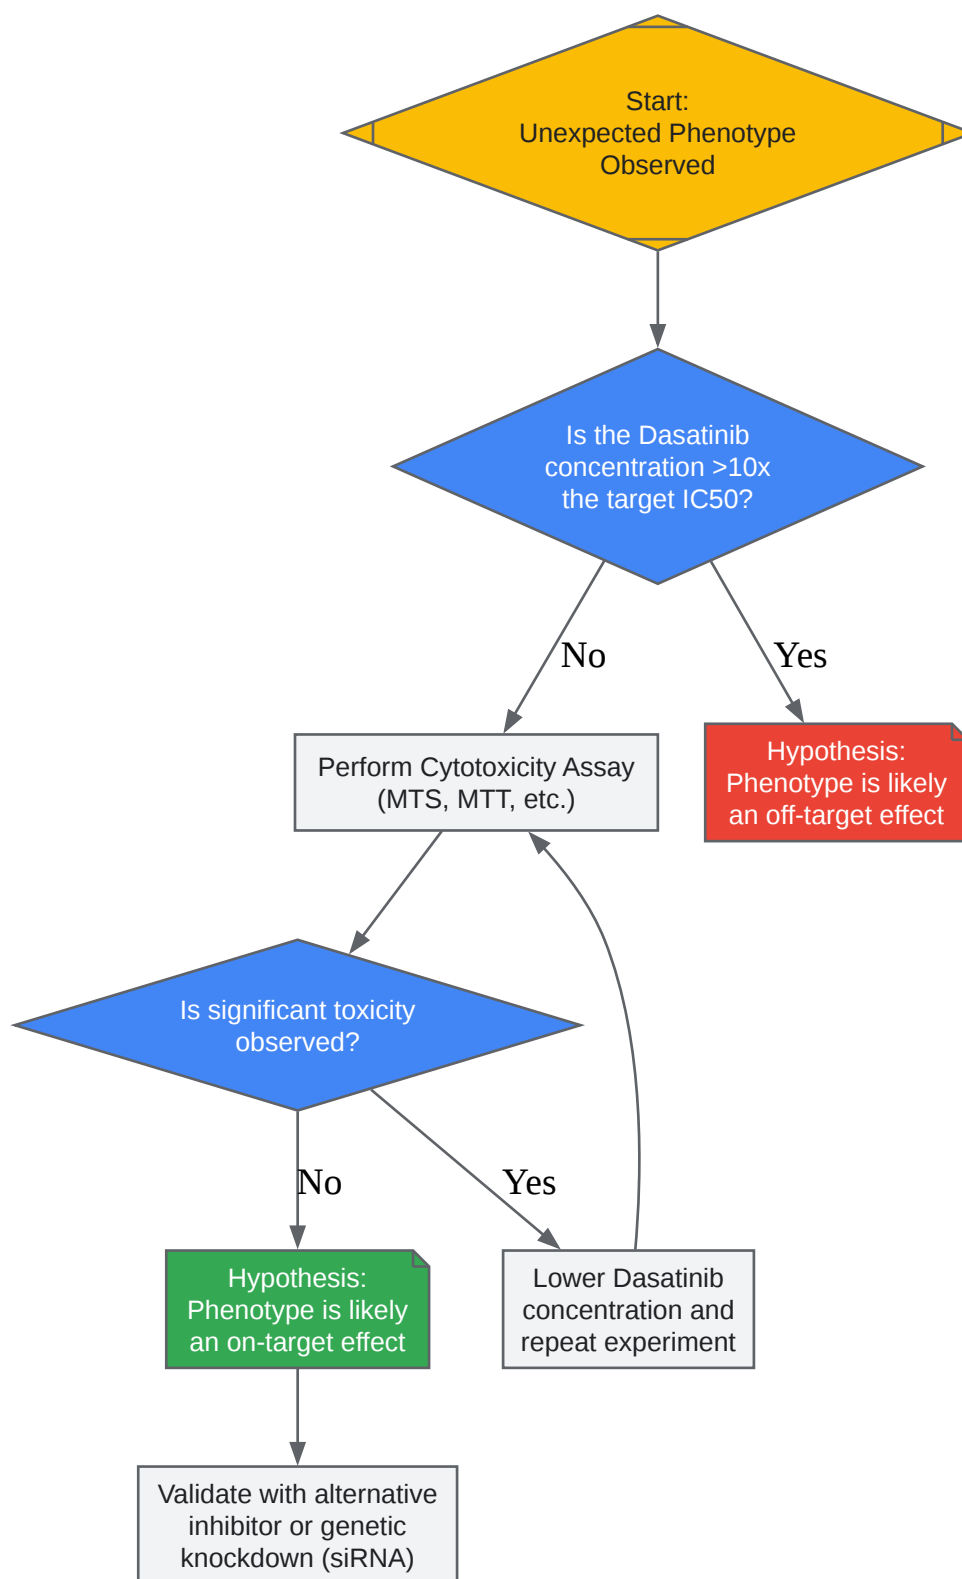 Start:
Unexpected Phenotype
Observed
Is the Dasatinib
concentration >10x
the target IC50?
No
Yes
Perform Cytotoxicity Assay
(MTS, MTT, etc.)
Hypothesis:
Phenotype is likely
an off-target effect
Is significant toxicity
observed?
No
Yes
Hypothesis:
Phenotype is likely
an on-target effect
Lower Dasatinib
concentration and
repeat experiment
Validate with alternative
inhibitor or genetic
knockdown (siRNA)